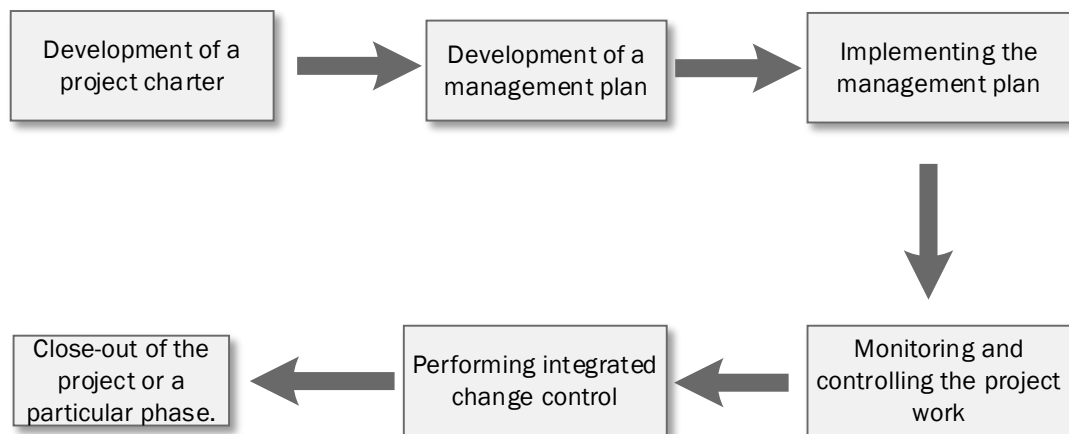 Development of a
project charter
Development of a
management plan
Implementing the
management plan
Monitoring and
controlling the project
work
Performing integrated
change control
Close-out of the
project or a
particular phase.